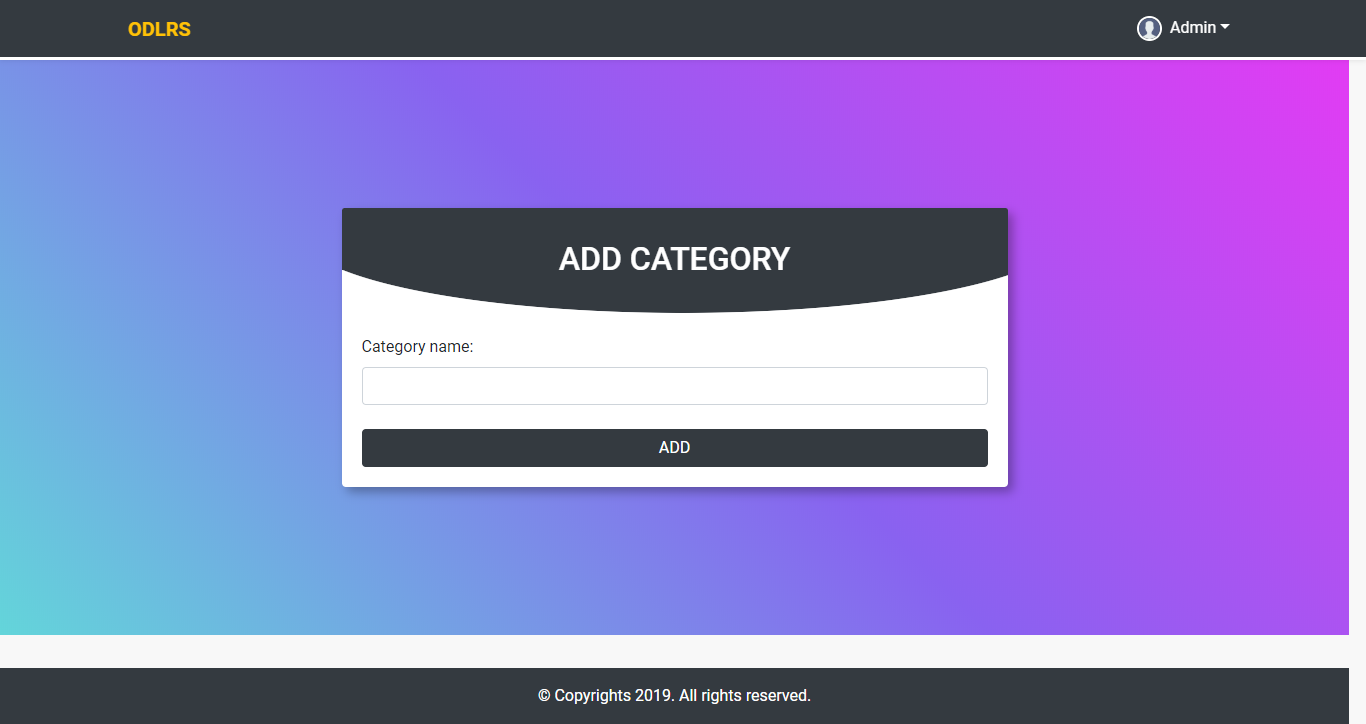 ODLRS
Admin
ADD CATEGORY
Category name:
ADD
© Copyrights 2019. All rights reserved.